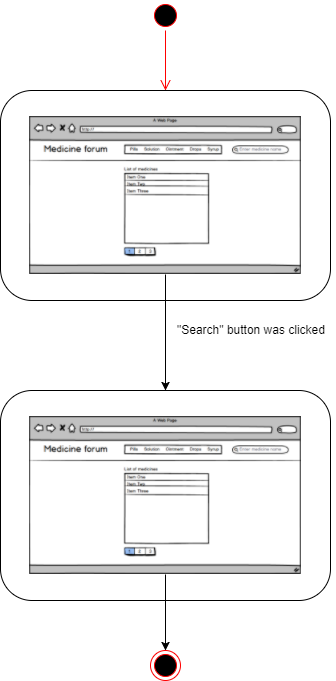 A Web Page
http://
Medicine forum
Pills Solution Ointment Drops Syrup
Enter medicine name
List of medicines
Item One
Item Two
Item Three
1 2 3
"Search" button was clicked
A Web Page
http://
Medicine forum
Pills Solution Ointment Drops Syrup
Enter medicine name
List of medicines
Item One
Item Two
Item Three
1 2 3